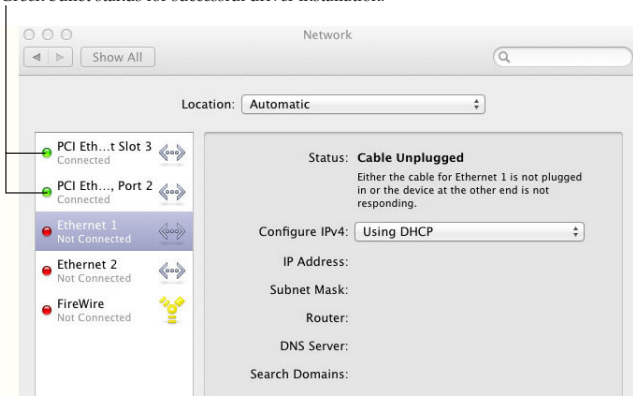 Green bullet stands for successful driver installation.
Network
Show All
Location: Automatic
PCI Eth...t Slot 3
Connected
PCI Eth..., Port 2
Connected
Ethernet 1
Not Connected
Ethernet 2
Not Connected
FireWire
Not Connected
Status: Cable Unplugged
Either the cable for Ethernet 1 is not plugged
in or the device at the other end is not
responding.
Configure IPv4: Using DHCP
IP Address:
Subnet Mask:
Router:
DNS Server:
Search Domains: